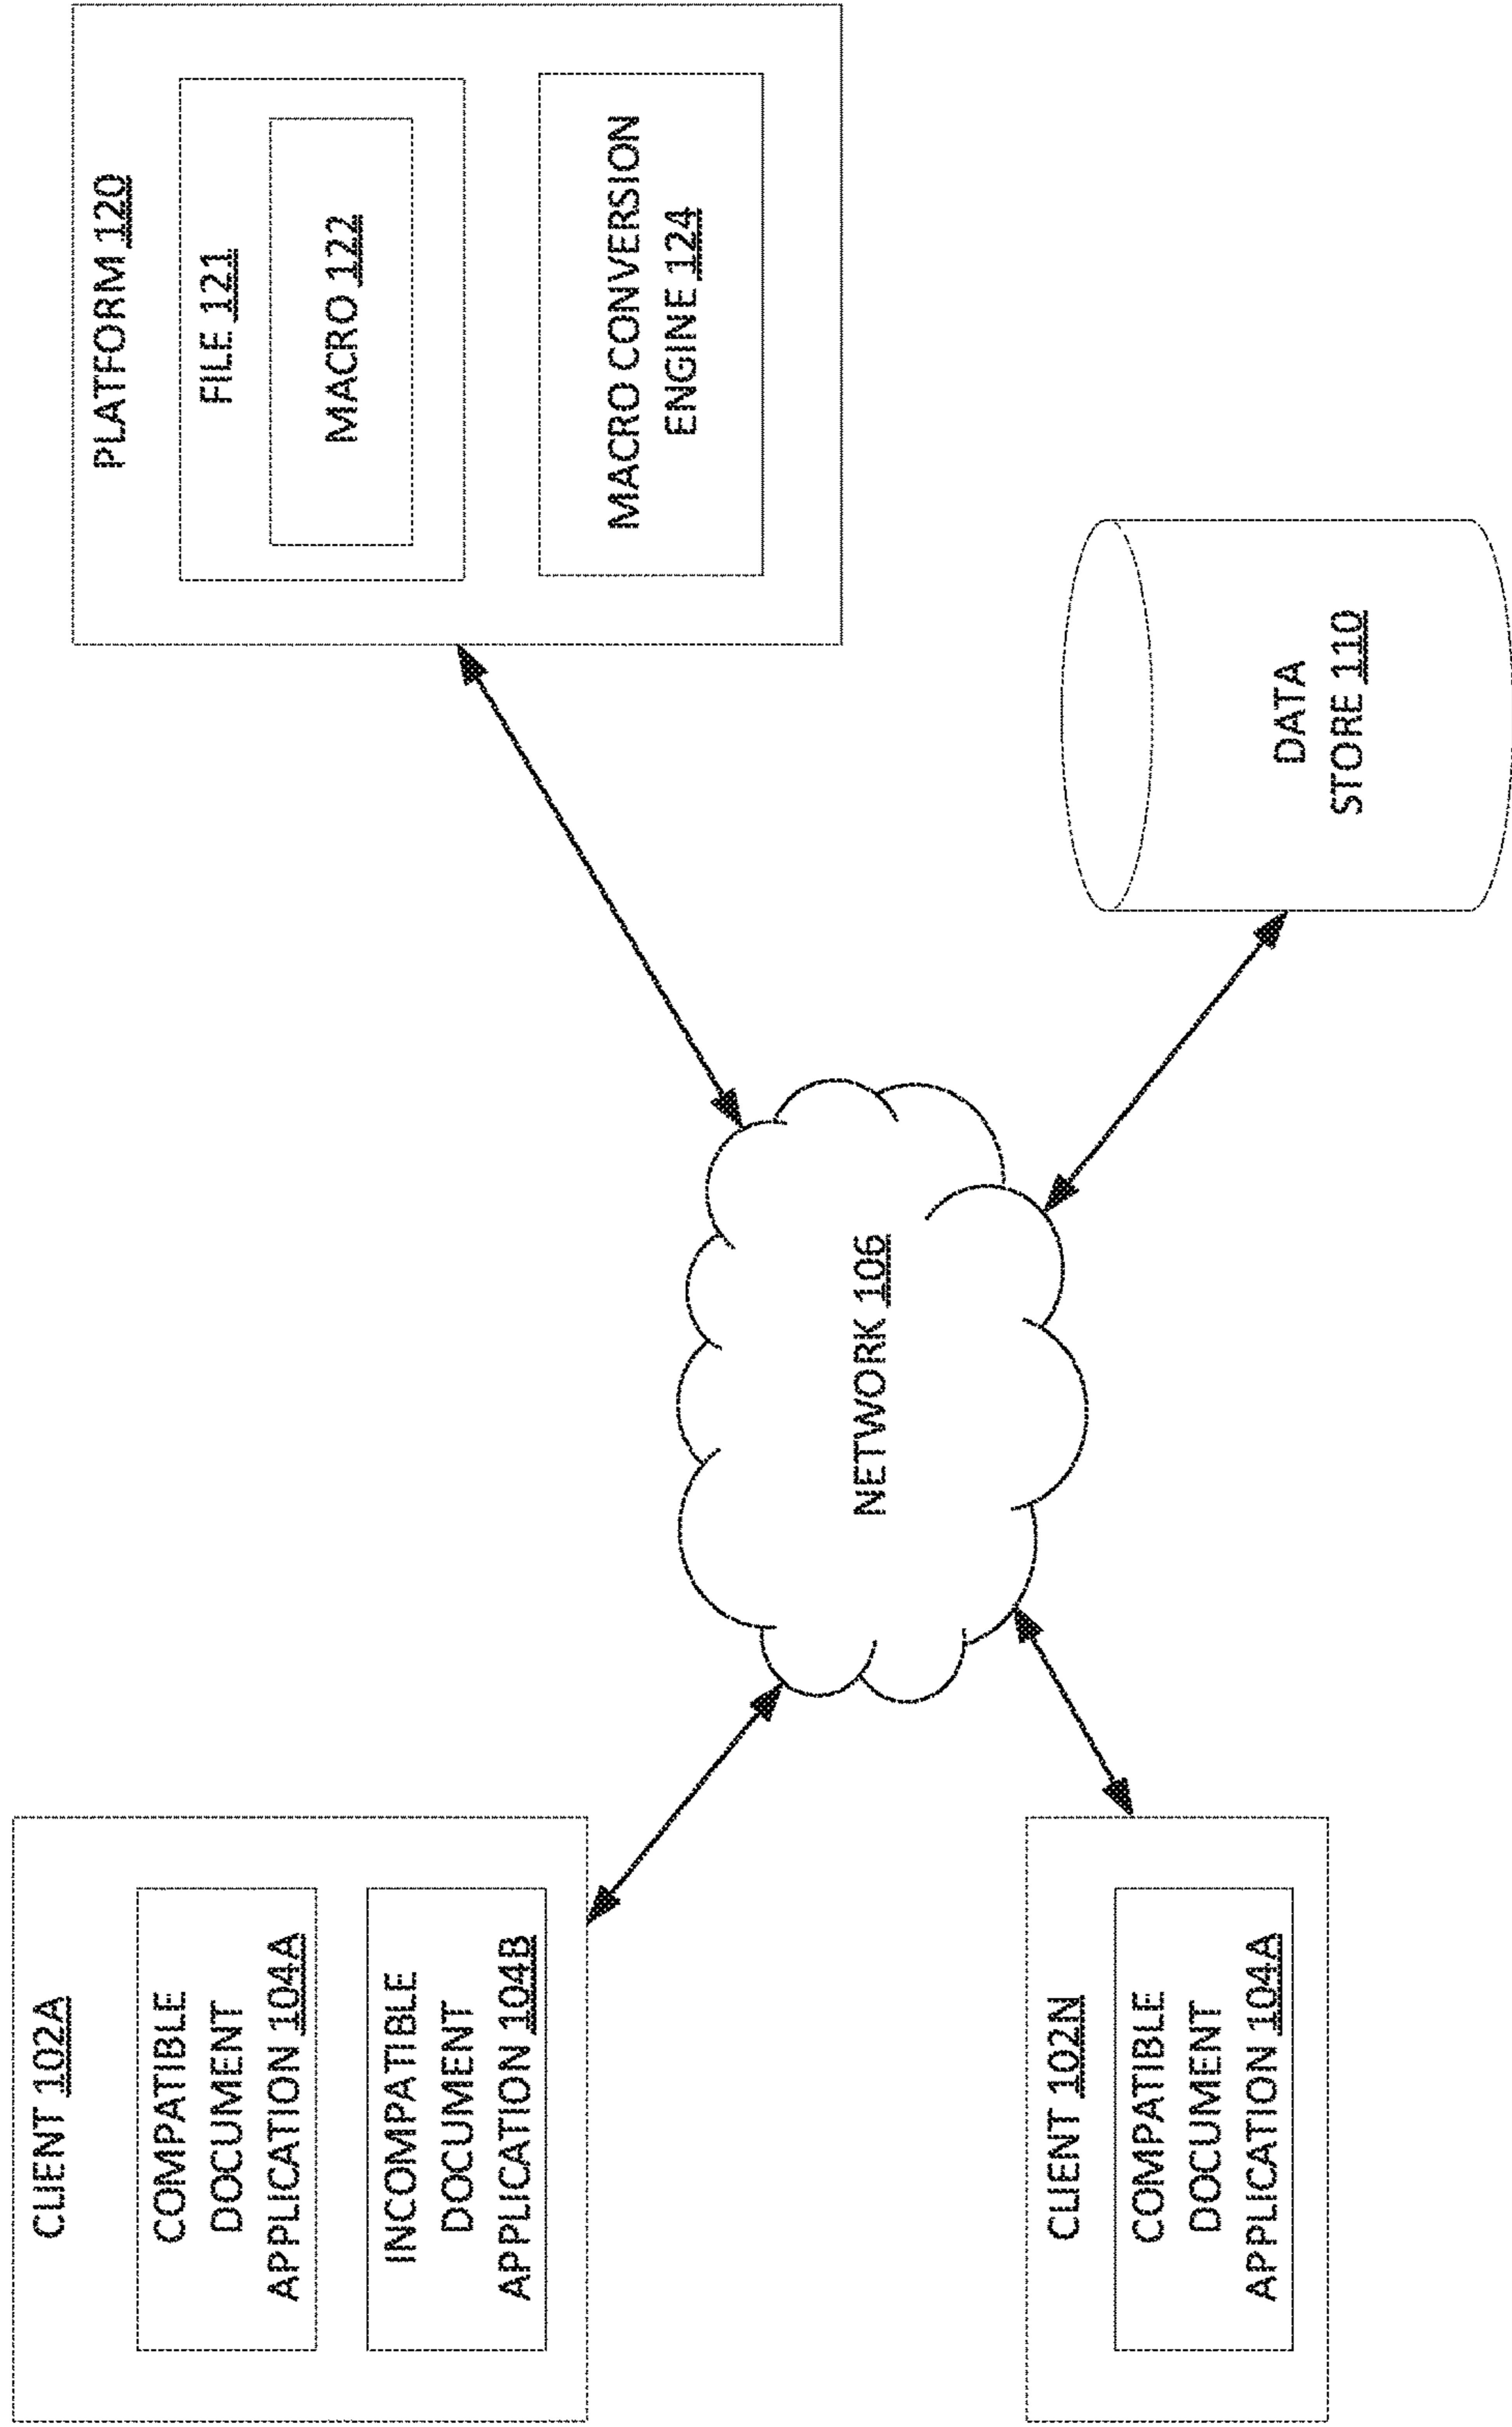 CLIENT 102A
COMPATIBLE
DOCUMENT
APPLICATION 104A
INCOMPATIBLE
DOCUMENT
APPLICATION 104B
CLIENT 102N
COMPATIBLE
DOCUMENT
APPLICATION 104A
NETWORK 106
PLATFORM 120
FILE 121
MACRO 122
MACRO CONVERSION
ENGINE 124
DATA
STORE 110